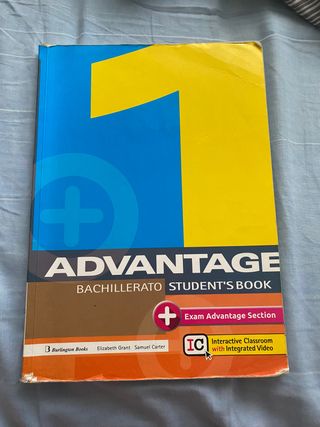 1
ADVANTAGE
BACHILLERATO STUDENT'S BOOK
+ Exam Advantage Section
Burlington Books Elizabeth Grant Samuel Carter
IC Interactive Classroom
with Integrated Video